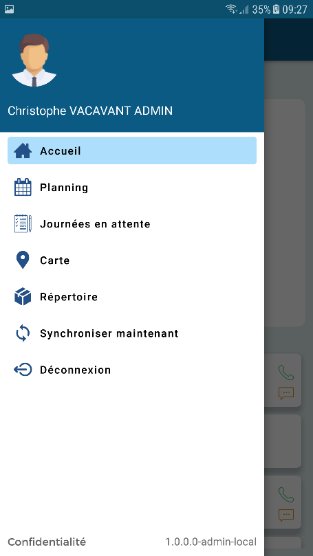 35% 09:27
Christophe VACAVANT ADMIN
Accueil
Planning
Journées en attente
Carte
Répertoire
Synchroniser maintenant
Déconnexion
Confidentialité 1.0.0.0-admin-local